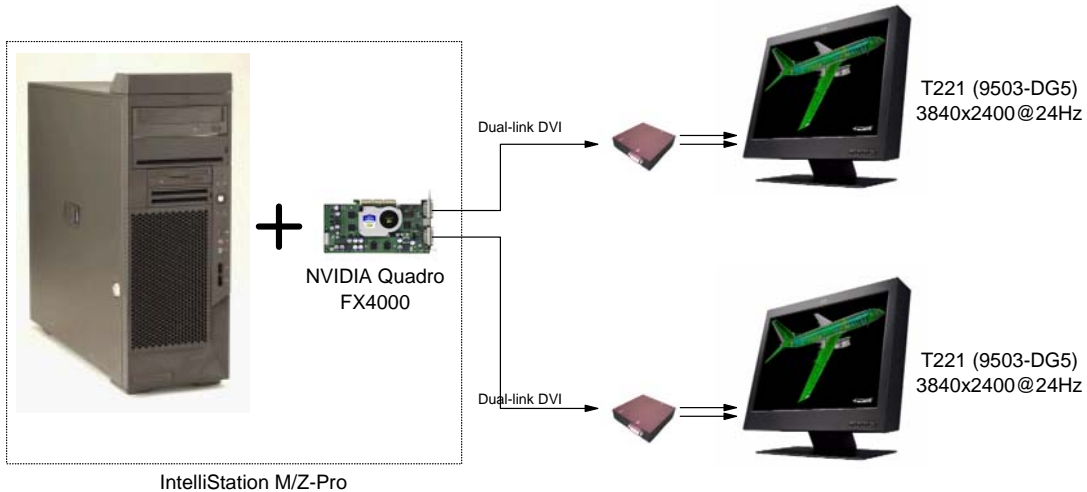 Dual-link DVI
T221 (9503-DG5)
3840x2400@24Hz
NVIDIA Quadro
FX4000
Dual-link DVI
T221 (9503-DG5)
3840x2400@24Hz
IntelliStation M/Z-Pro